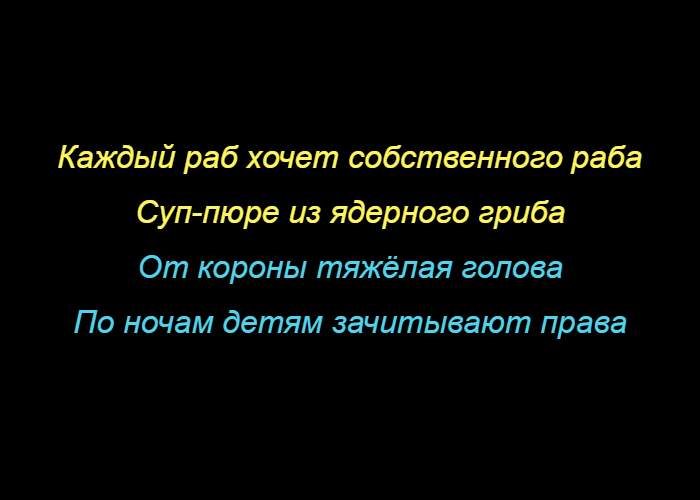 Каждый раб хочет собственного раба
Суп-пюре из ядерного гриба
От короны тяжёлая голова
По ночам детям зачитывают права